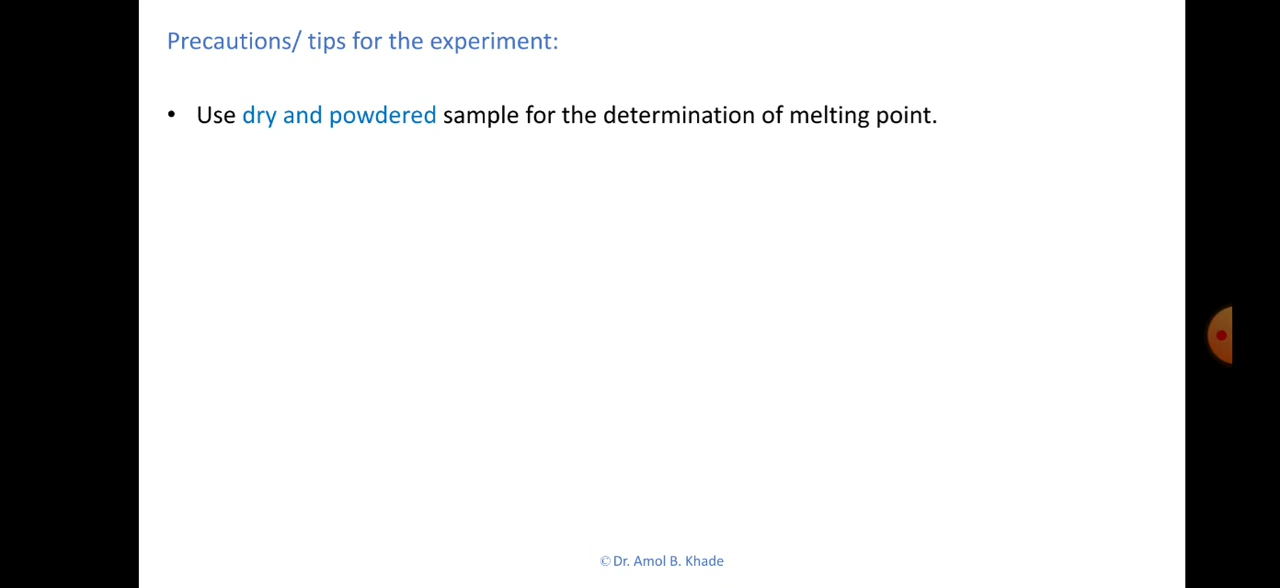 Precautions/ tips for the experiment:
• Use dry and powdered sample for the determination of melting point.
© Dr. Amol B. Khade